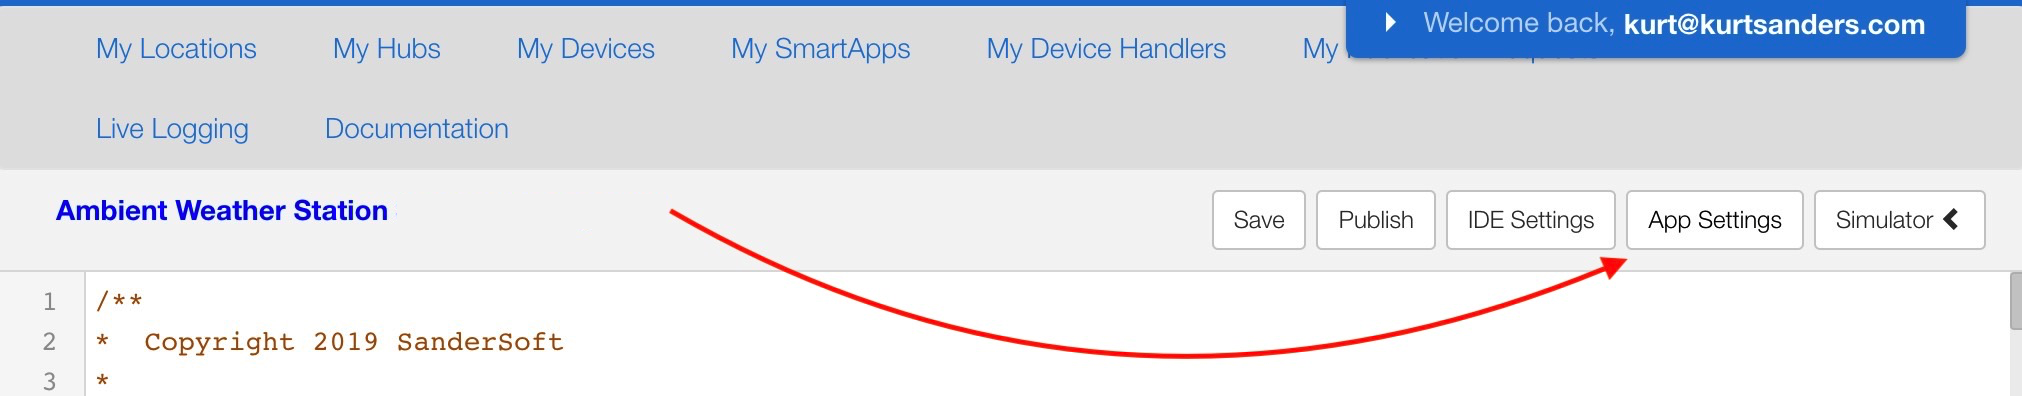 Welcome back, kurt@kurtsanders.com
My Locations My Hubs My Devices My SmartApps My Device Handlers My
Live Logging Documentation
Ambient Weather Station
Save Publish IDE Settings App Settings Simulator
1 /**
2 * Copyright 2019 SanderSoft
3 *